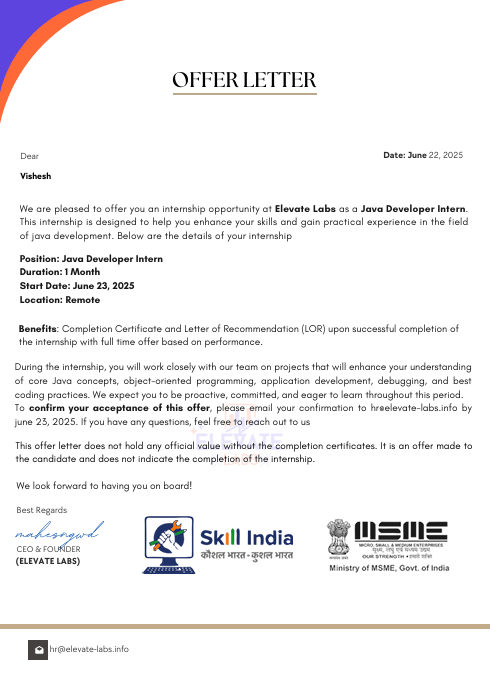 OFFER LETTER
Dear
Date: June 22, 2025
Vishesh
We are pleased to offer you an internship opportunity at Elevate Labs as a Java Developer Intern.
This internship is designed to help you enhance your skills and gain practical experience in the field
of java development. Below are the details of your internship
Position: Java Developer Intern
Duration: 1 Month
Start Date: June 23, 2025
Location: Remote
Benefits: Completion Certificate and Letter of Recommendation (LOR) upon successful completion of
the internship with full time offer based on performance.
During the internship, you will work closely with our team on projects that will enhance your understanding
of core Java concepts, object-oriented programming, application development, debugging, and best
coding practices. We expect you to be proactive, committed, and eager to learn throughout this period.
To confirm your acceptance of this offer, please email your confirmation to hreelevate-labs.info by
june 23, 2025. If you have any questions, feel free to reach out to us
ELEVATE
LABS
This offer letter does not hold any official value without the completion certificates. It is an offer made to
the candidate and does not indicate the completion of the internship.
We look forward to having you on board!
Best Regards
CEO & FOUNDER
(ELEVATE LABS)
Skill India
कौशल भारत - कुशल भारत
MSME
MICRO, SMALL & MEDIUM ENTERPRISES
सूक्ष्म, लघु एवं मध्यम उद्यम
OUR STRENGTH • हमारी शक्ति
Ministry of MSME, Govt. of India
hr@elevate-labs.info